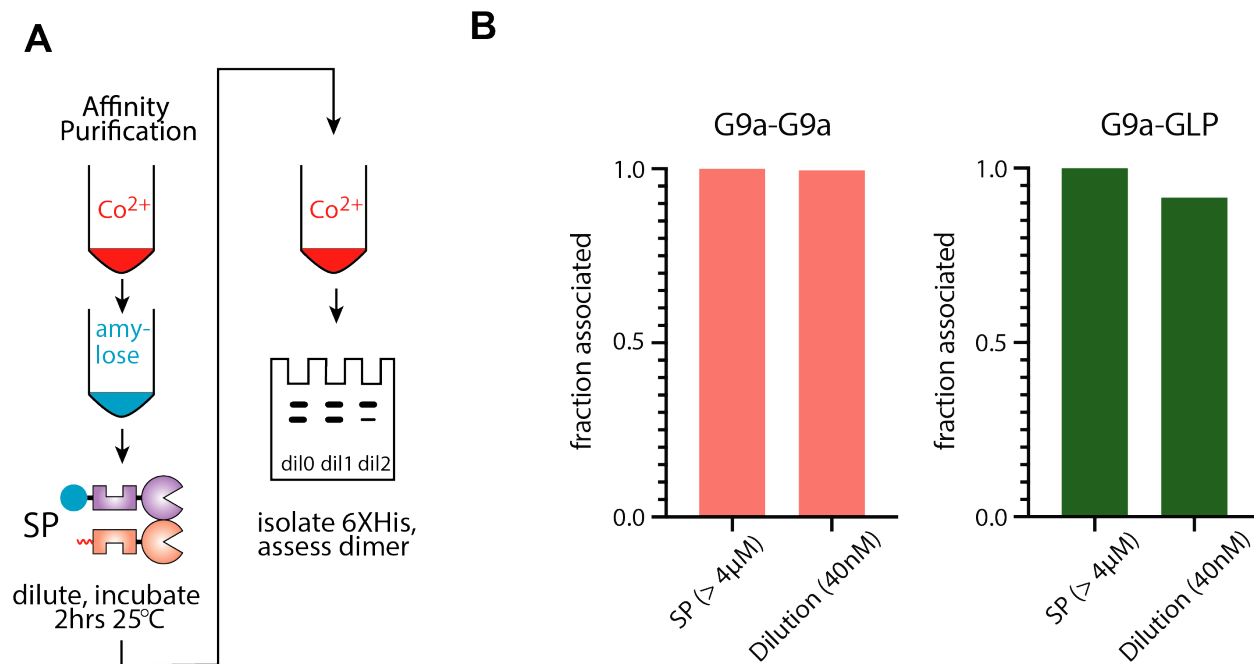 A
Affinity
Purification
Co2+
amy-
lose
SP
dilute, incubate
2hrs 25℃
Co2+
dil0 dil1 dil2
isolate 6XHis,
assess dimer
B
G9a-G9a
fraction associated
1.0
0.5
0.0
SP (> 4μM)
Dilution (40nM)
G9a-GLP
fraction associated
1.0
0.5
0.0
SP (> 4μM)
Dilution (40nM)